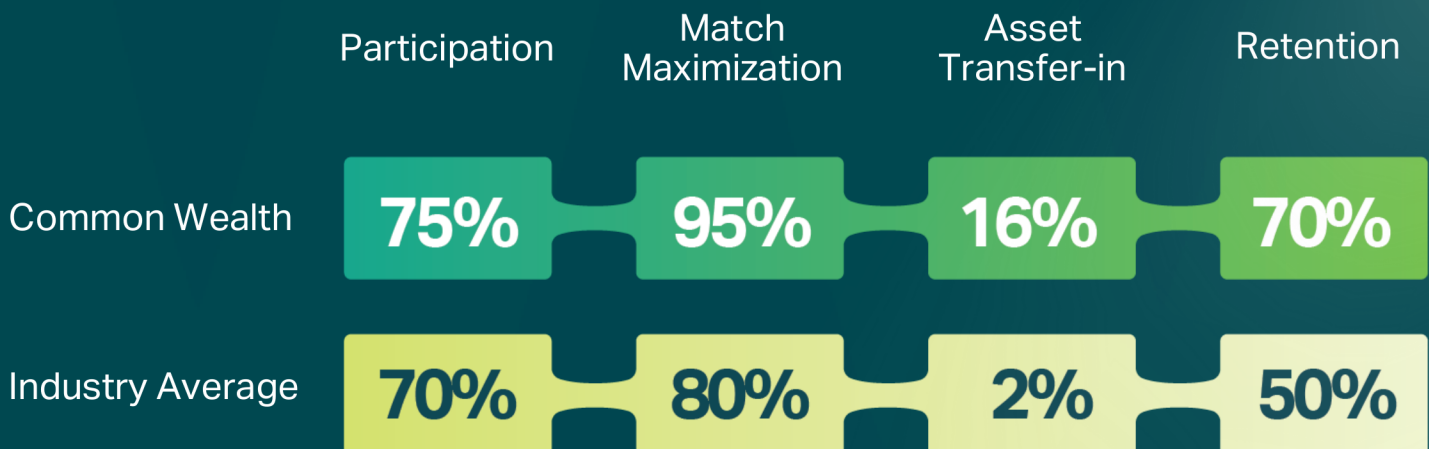 Participation
Match
Maximization
Asset
Transfer-in
Retention
Common Wealth
75%
95%
16%
70%
Industry Average
70%
80%
2%
50%